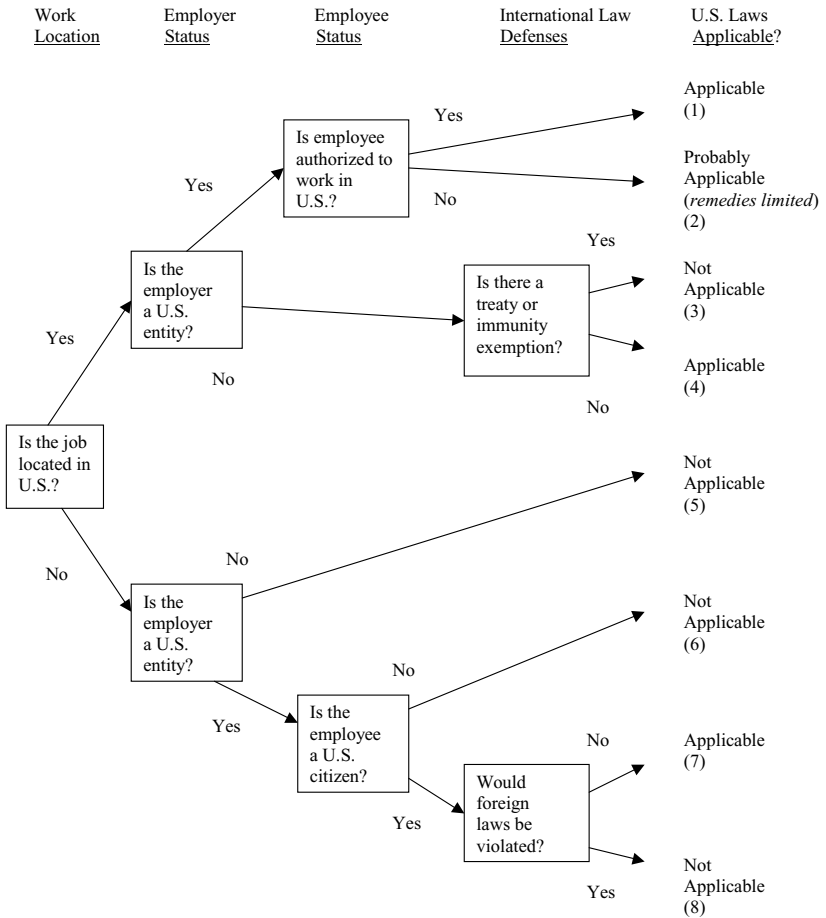 Work Location
Employer Status
Employee Status
International Law Defenses
U.S. Laws Applicable?
Applicable
(1)
Yes
Is employee
authorized to
work in
U.S.?
Yes
No
Probably
Applicable
(remedies limited)
(2)
Yes
Is the
employer
a U.S.
entity?
Is there a
treaty or
immunity
exemption?
Not
Applicable
(3)
Yes
No
Applicable
(4)
No
Is the job
located in
U.S.?
Not
Applicable
(5)
No
No
Is the
employer
a U.S.
entity?
Not
Applicable
(6)
No
Yes
Is the
employee
a U.S.
citizen?
No
Applicable
(7)
Yes
Would
foreign
laws be
violated?
Yes
Not
Applicable
(8)